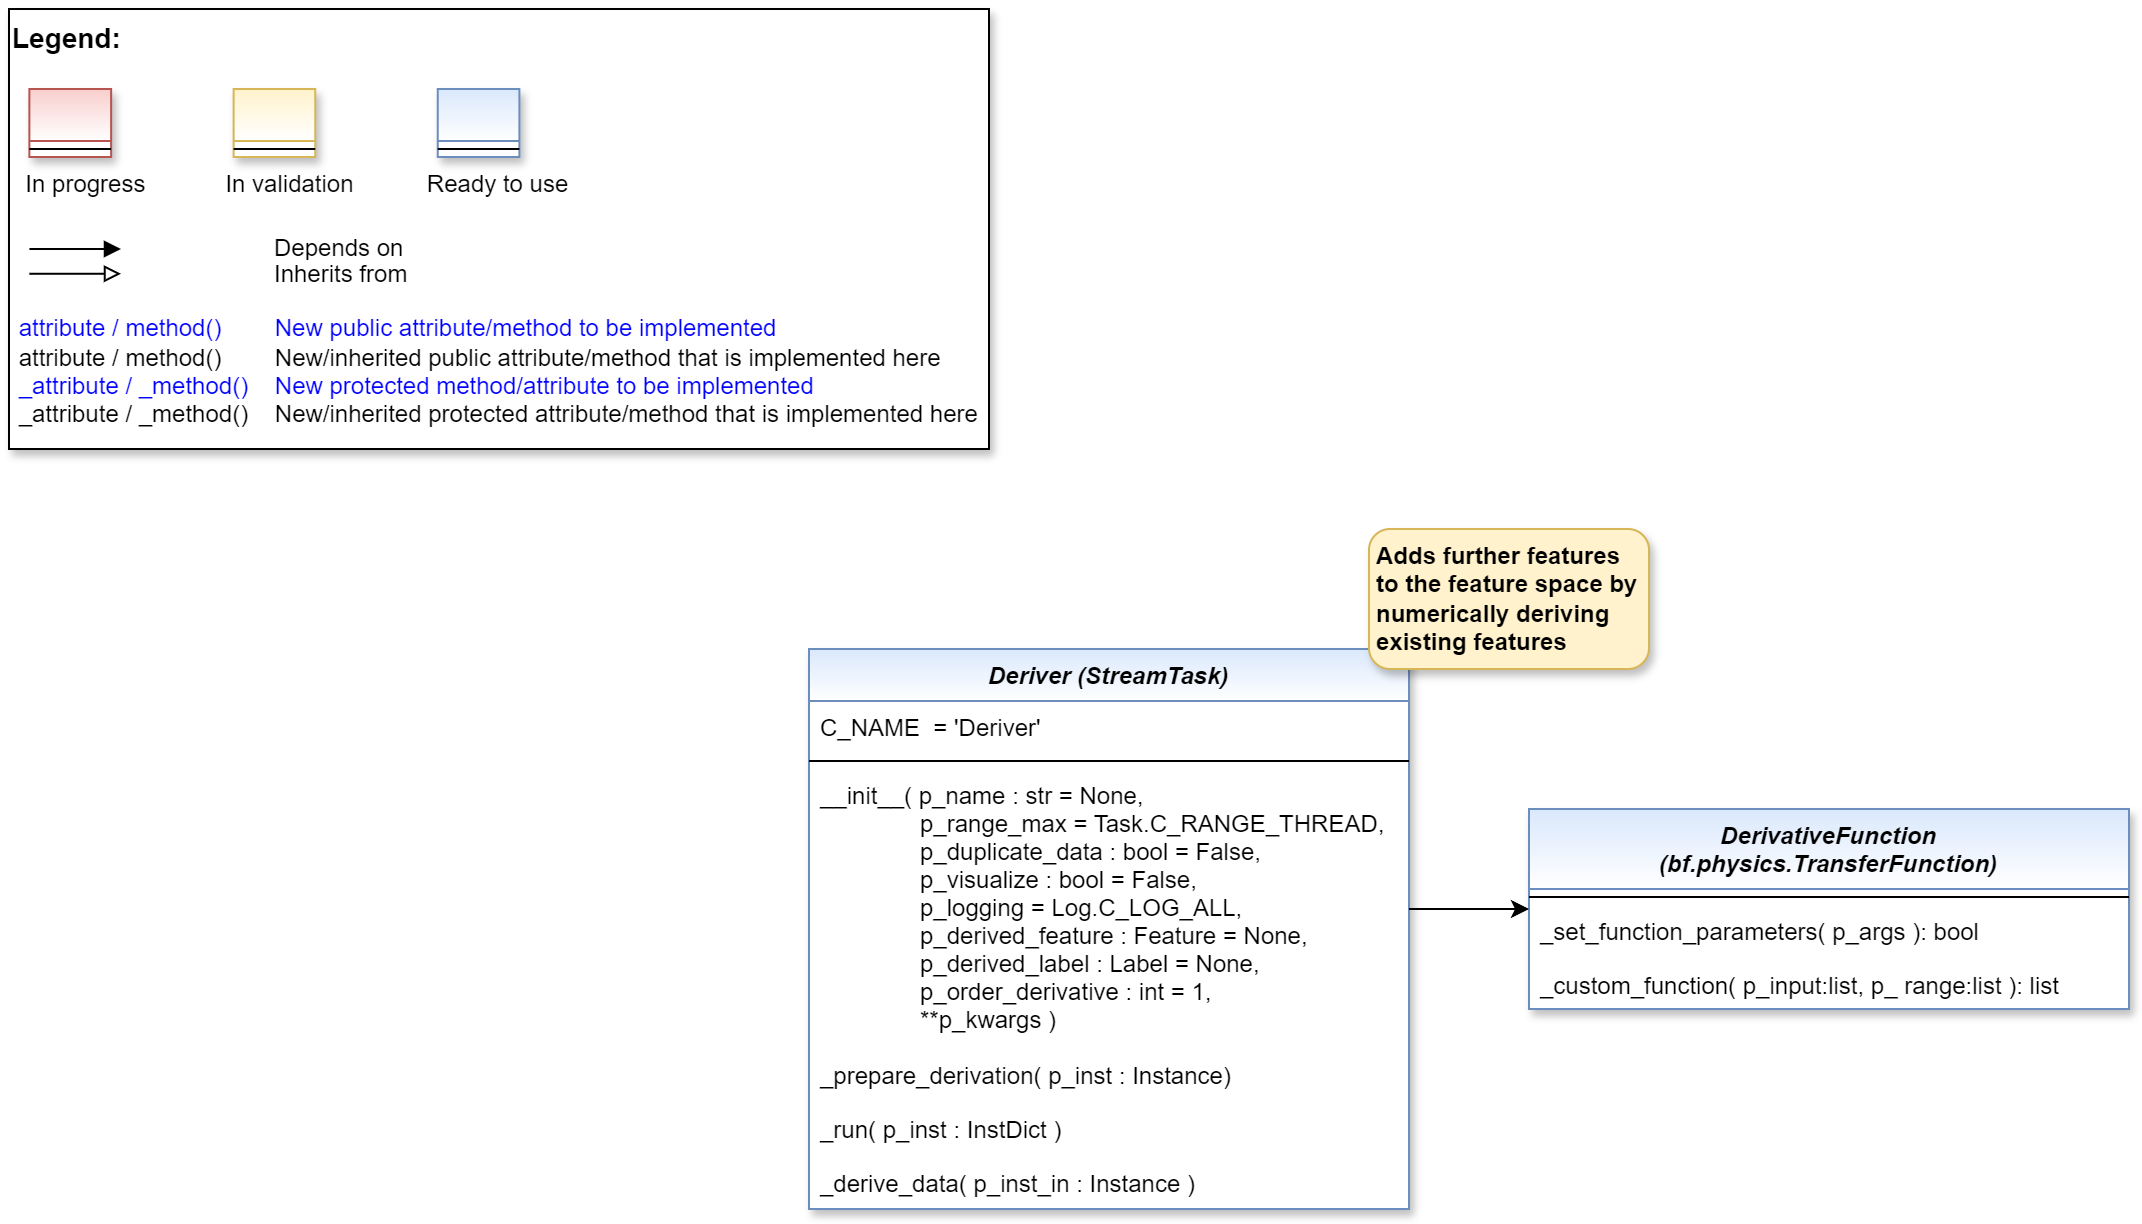 Legend:
In progress
In validation
Ready to use
Depends on
Inherits from
attribute / method() New public attribute/method to be implemented
attribute / method() New/inherited public attribute/method that is implemented here
_attribute / _method() New protected method/attribute to be implemented
_attribute / _method() New/inherited protected attribute/method that is implemented here
Adds further features
to the feature space by
numerically deriving
existing features
Deriver (StreamTask)
C_NAME = 'Deriver'
__init__( p_name : str = None,
p_range_max = Task.C_RANGE_THREAD,
p_duplicate_data : bool = False,
p_visualize : bool = False,
p_logging = Log.C_LOG_ALL,
p_derived_feature : Feature = None,
p_derived_label : Label = None,
p_order_derivative : int = 1,
**p_kwargs )
_prepare_derivation( p_inst : Instance)
_run( p_inst : InstDict )
_derive_data( p_inst_in : Instance )
DerivativeFunction
(bf.physics.TransferFunction)
_set_function_parameters( p_args ): bool
_custom_function( p_input:list, p_ range:list ): list